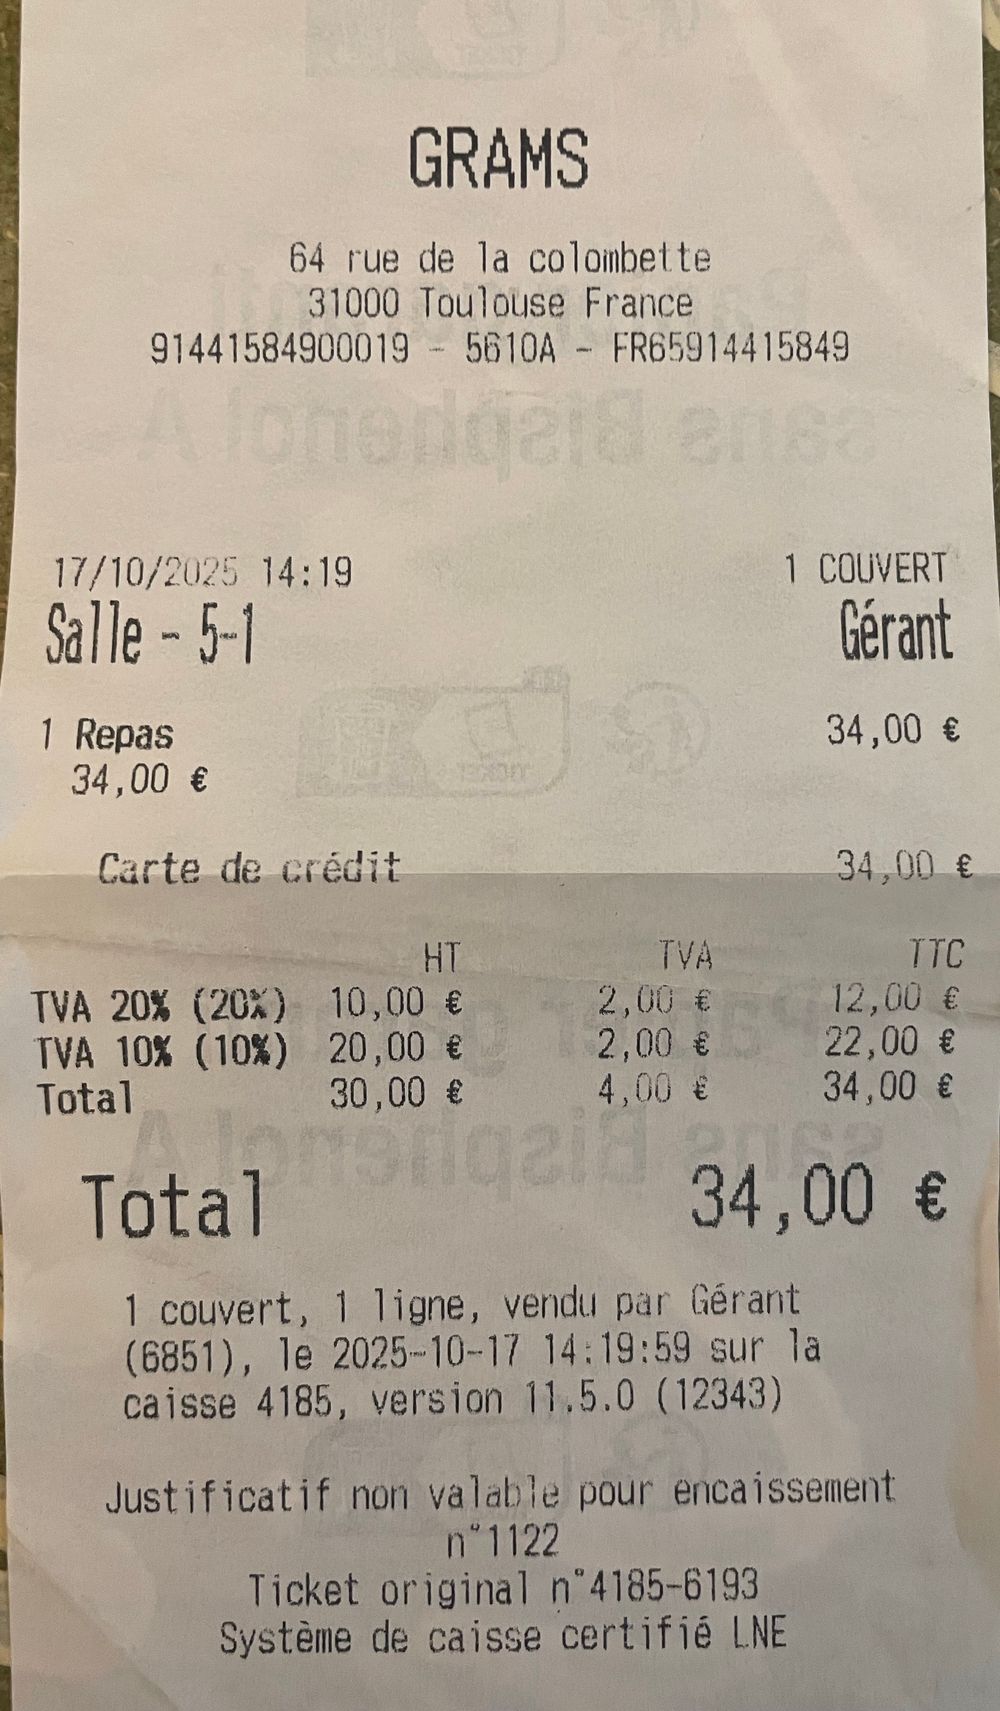 GRAMS
64 rue de la colombette
31000 Toulouse France
91441584900019 - 5610A - FR65914415849
17/10/2025 14:19 1 COUVERT
Salle - 5-1 Gérant
1 Repas 34,00 €
34,00 €
Carte de crédit 34,00 €
HT TVA TTC
TVA 20% (20%) 10,00 € 2,00 € 12,00 €
TVA 10% (10%) 20,00 € 2,00 € 22,00 €
Total 30,00 € 4,00 € 34,00 €
Total 34,00 €
1 couvert, 1 ligne, vendu par Gérant
(6851), le 2025-10-17 14:19:59 sur la
caisse 4185, version 11.5.0 (12343)
Justificatif non valable pour encaissement
n°1122
Ticket original n°4185-6193
Système de caisse certifié LNE